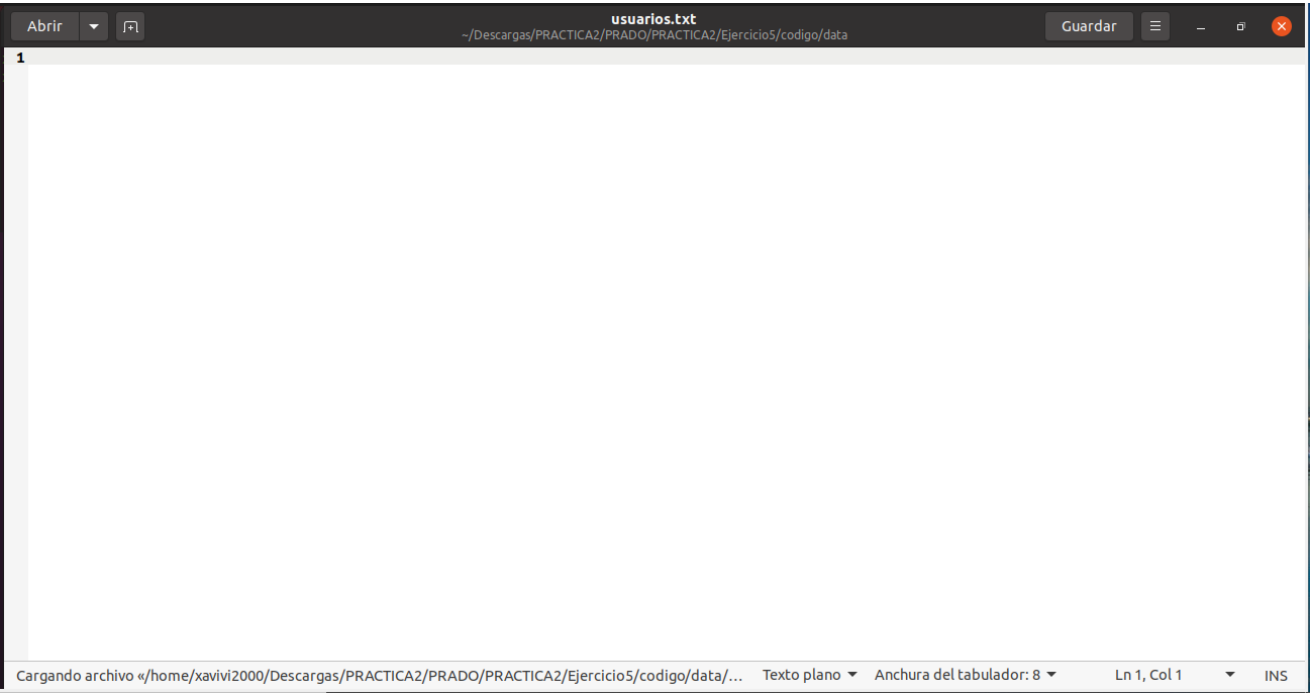 Abrir
usuarios.txt
~/Descargas/PRACTICA2/PRADO/PRACTICA2/Ejercicio5/codigo/data
Guardar
1
Cargando archivo «/home/xavivi2000/Descargas/PRACTICA2/PRADO/PRACTICA2/Ejercicio5/codigo/data/... Texto plano Anchura del tabulador: 8 Ln 1, Col 1 INS